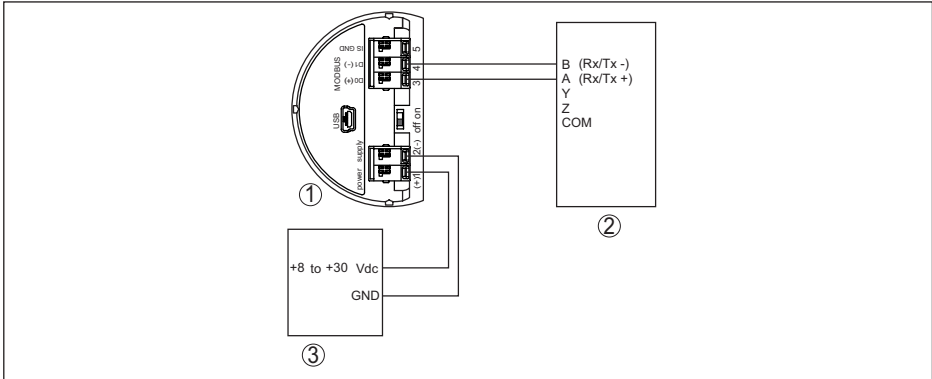 IS GND
D1(-)
D0(+)
MODBUS
USB
power supply
5
4
3
off on
2(-)
(+)1
①
B (Rx/Tx -)
A (Rx/Tx +)
Y
Z
COM
②
+8 to +30 Vdc
GND
③